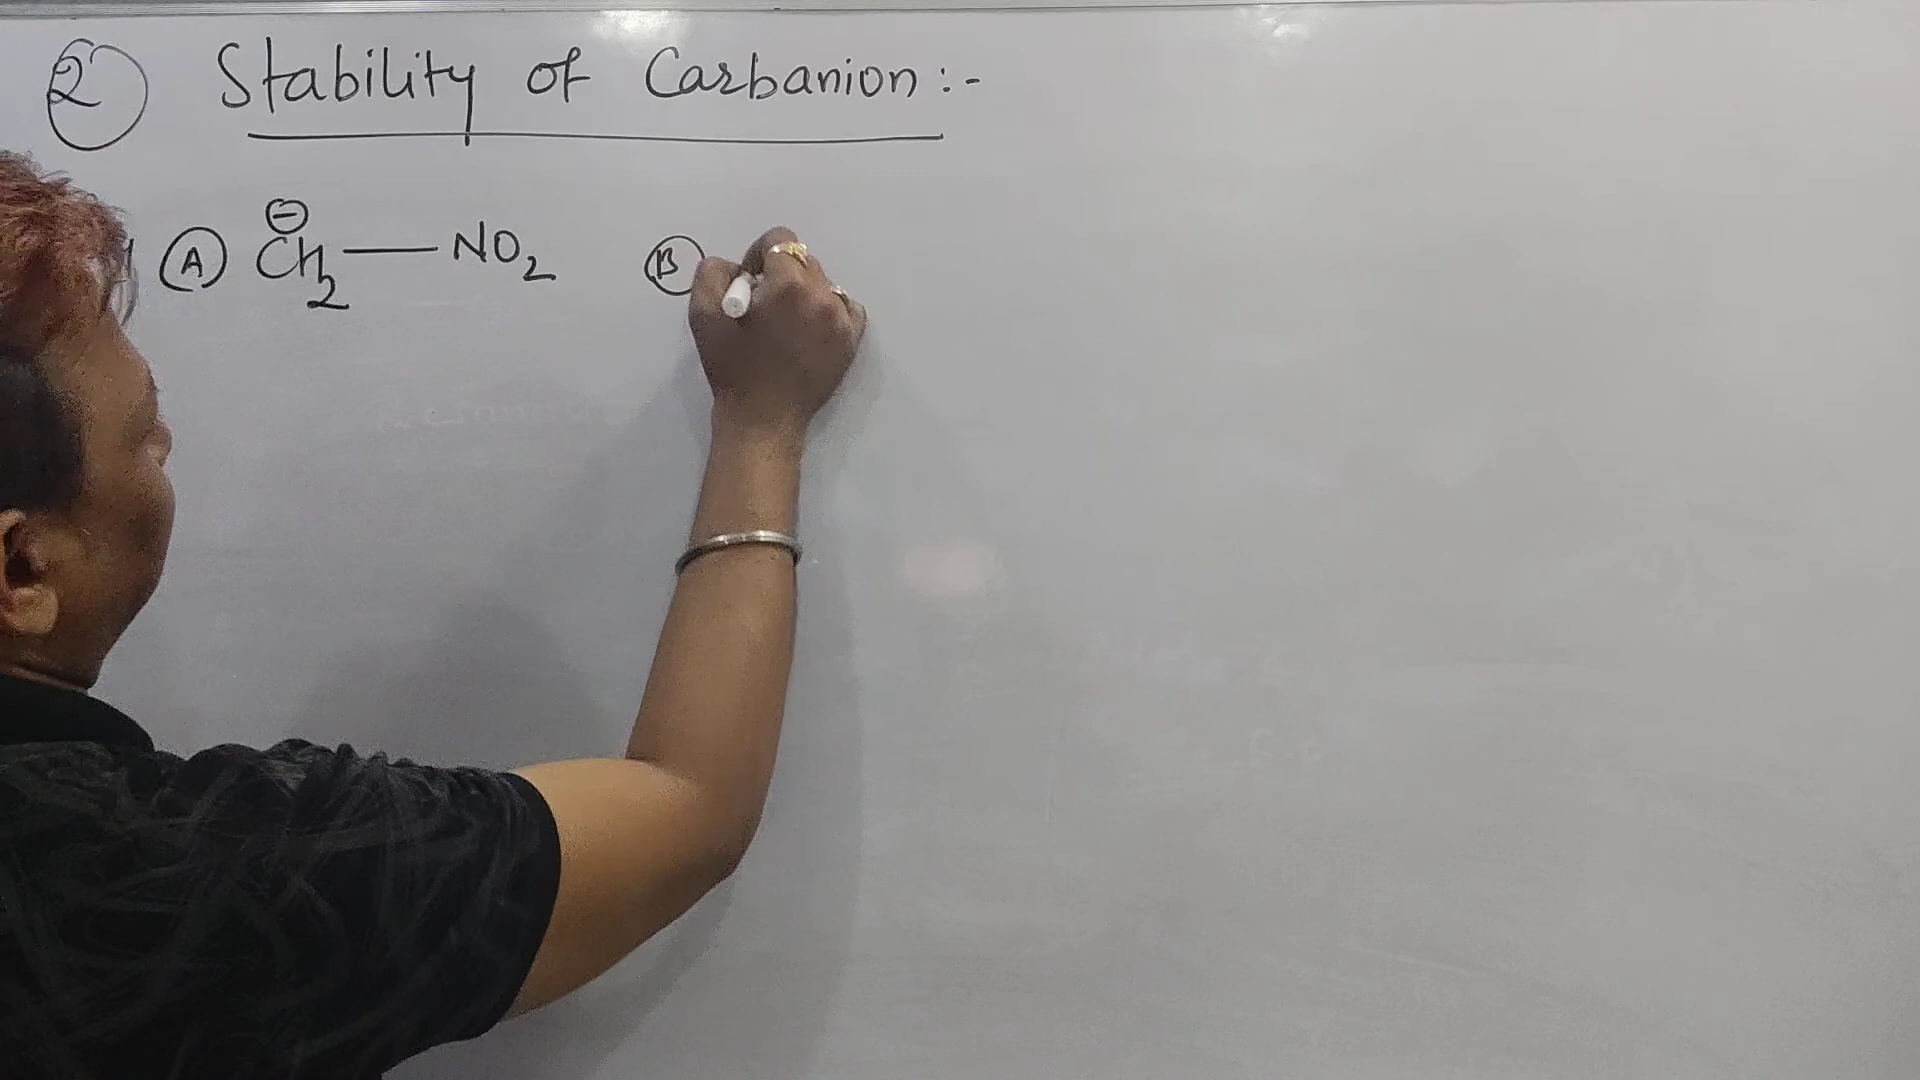 2 Stability of Carbanion :-
A ⊖CH2—NO2 B